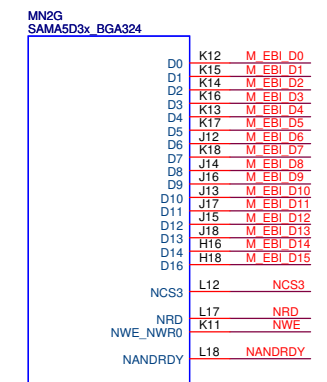 MN2G
SAMA5D3x_BGA324
D0 K12 M_EBI_D0
D1 K15 M_EBI_D1
D2 K14 M_EBI_D2
D3 K16 M_EBI_D3
D4 K13 M_EBI_D4
D5 K17 M_EBI_D5
D6 J12 M_EBI_D6
D7 K18 M_EBI_D7
D8 J14 M_EBI_D8
D9 J16 M_EBI_D9
D10 J13 M_EBI_D10
D11 J17 M_EBI_D11
D12 J15 M_EBI_D12
D13 J18 M_EBI_D13
D14 H16 M_EBI_D14
D16 H18 M_EBI_D15
NCS3 L12 NCS3
NRD L17 NRD
NWE_NWR0 K11 NWE
NANDRDY L18 NANDRDY